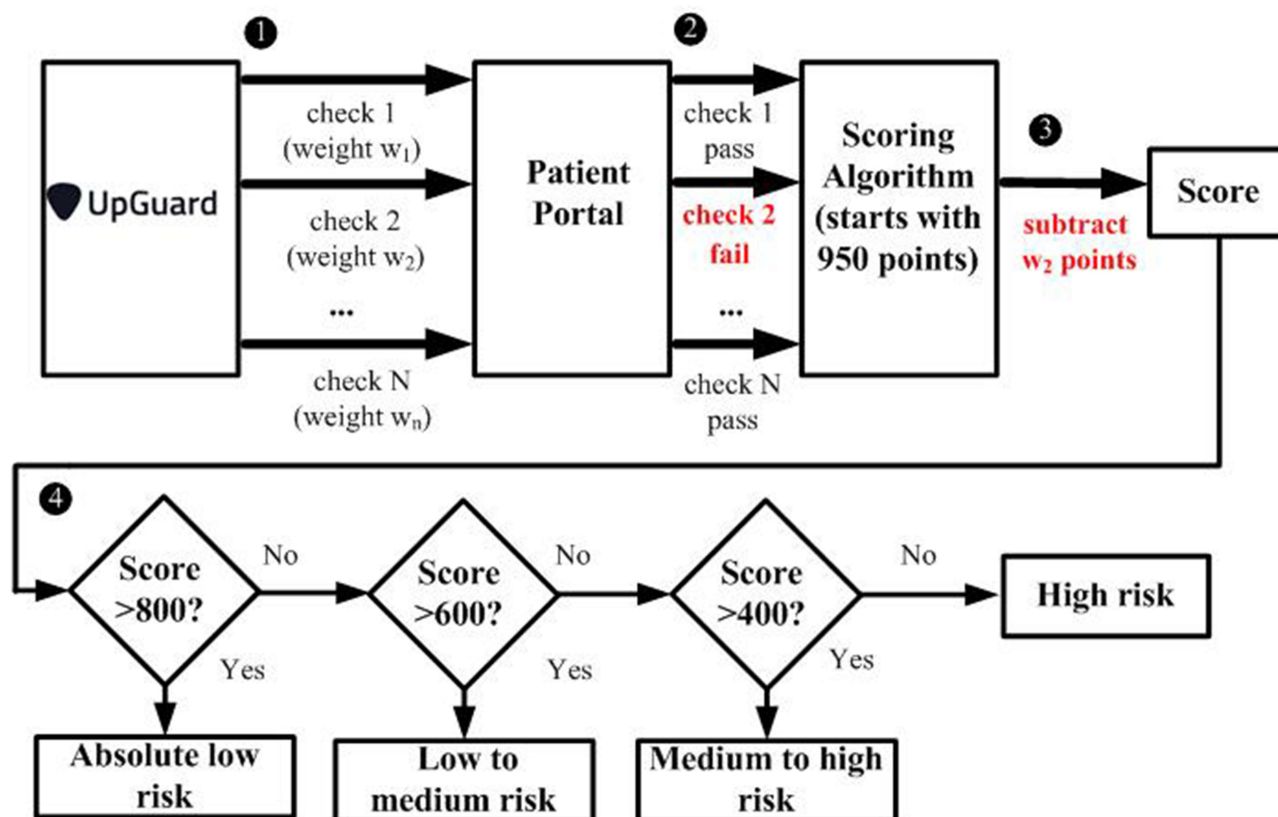 1
2
3
UpGuard
check 1
(weight w₁)
check 2
(weight w₂)
...
check N
(weight wₙ)
Patient
Portal
check 1
pass
check 2
fail
...
check N
pass
Scoring
Algorithm
(starts with
950 points)
subtract
w₂ points
Score
4
Score
>800?
No
Yes
Absolute low
risk
Score
>600?
No
Yes
Low to
medium risk
Score
>400?
No
Yes
Medium to high
risk
High risk